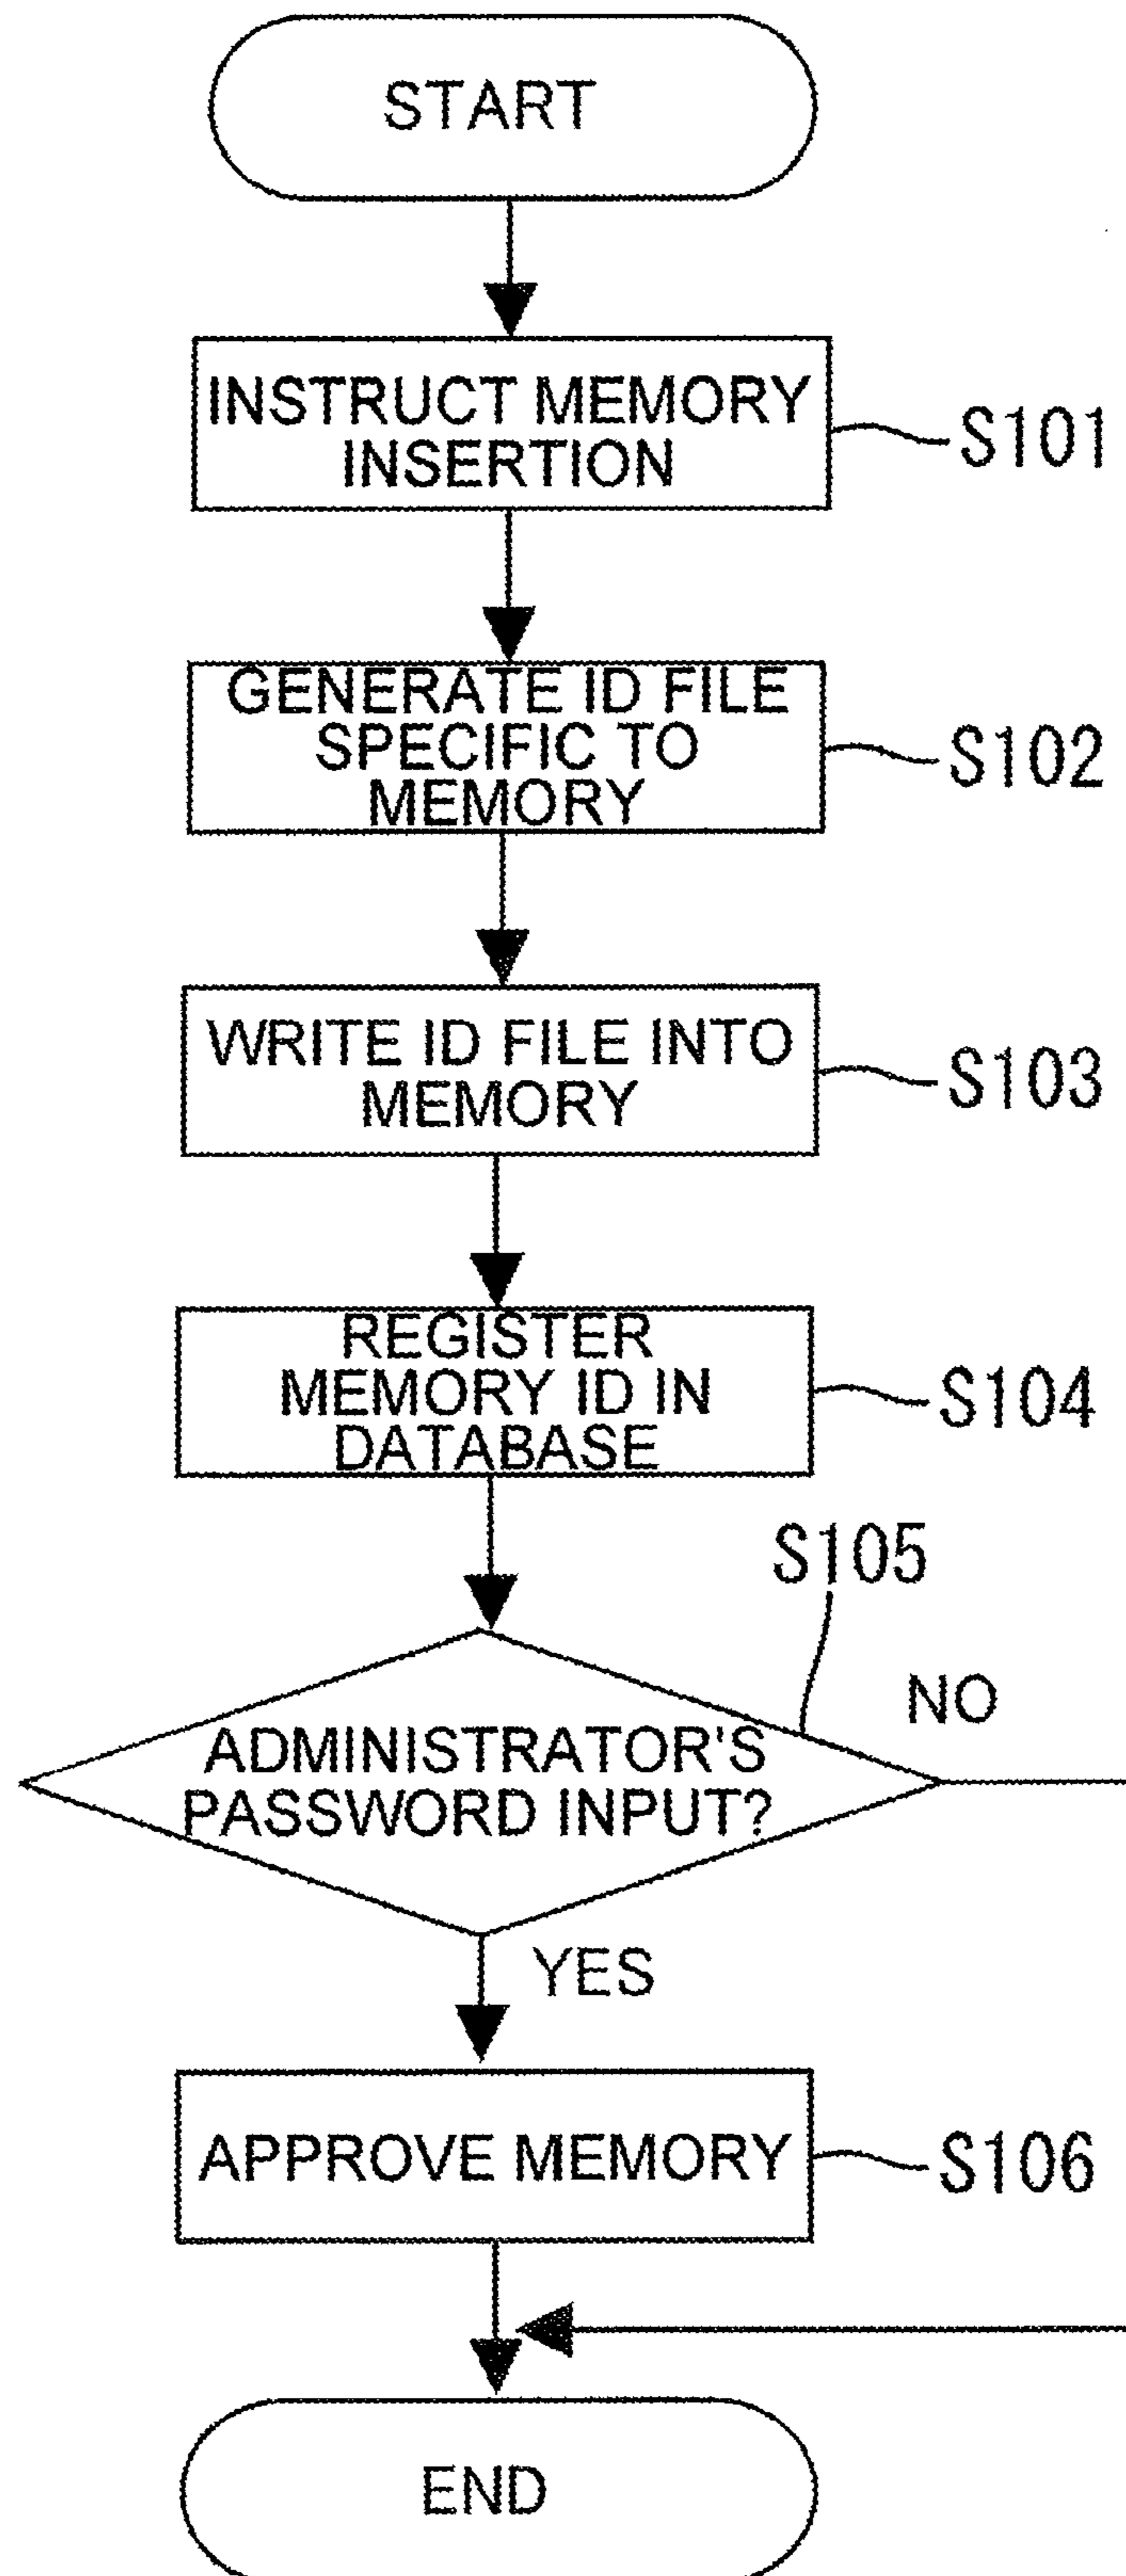 START
INSTRUCT MEMORY
INSERTION
S101
GENERATE ID FILE
SPECIFIC TO
MEMORY
S102
WRITE ID FILE INTO
MEMORY
S103
REGISTER
MEMORY ID IN
DATABASE
S104
S105
NO
ADMINISTRATOR'S
PASSWORD INPUT?
YES
APPROVE MEMORY
S106
END